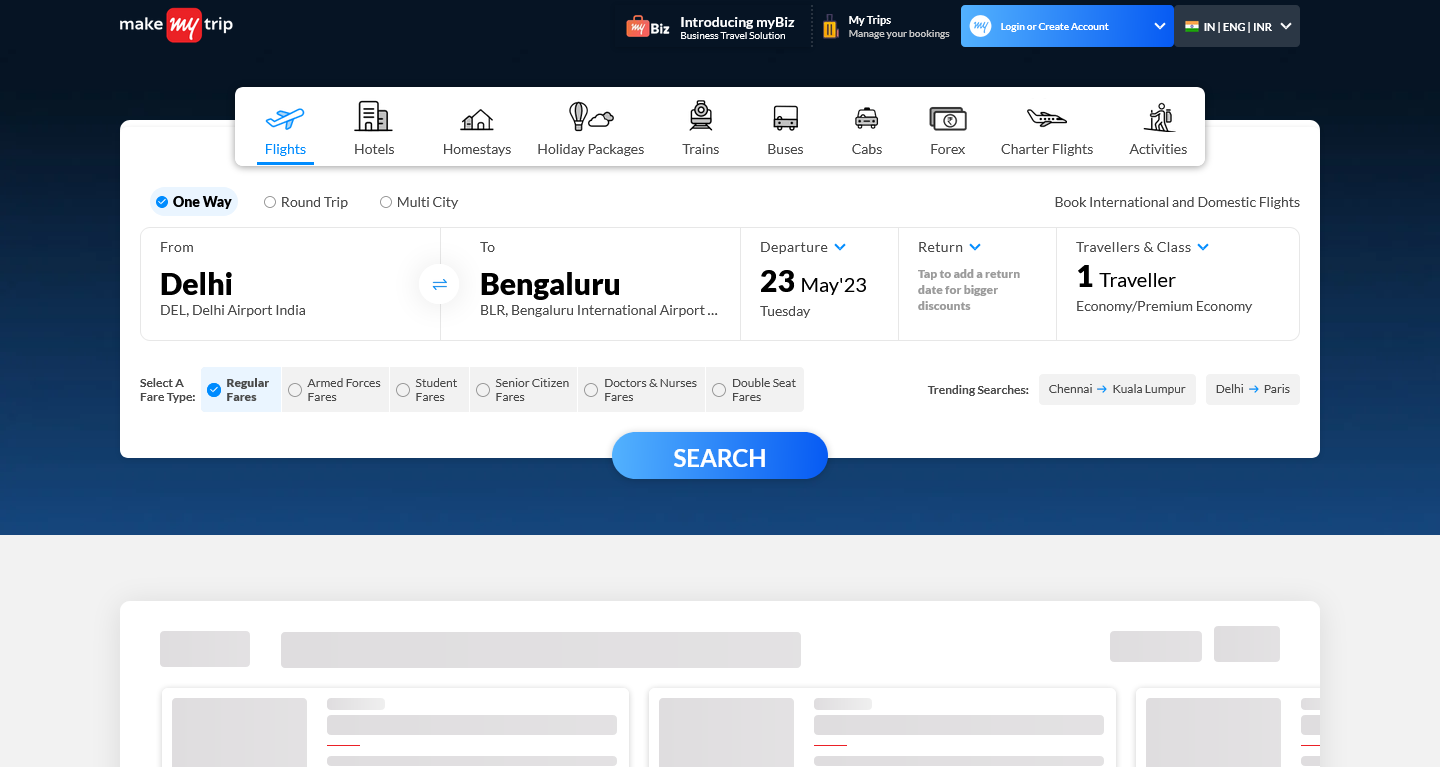 make my trip
myBiz
Introducing myBiz
Business Travel Solution
My Trips
Manage your bookings
my
Login or Create Account
IN | ENG | INR
Flights
Hotels
Homestays
Holiday Packages
Trains
Buses
Cabs
Forex
Charter Flights
Activities
One Way
Round Trip
Multi City
Book International and Domestic Flights
From
Delhi
DEL, Delhi Airport India
To
Bengaluru
BLR, Bengaluru International Airport ...
Departure
23 May'23
Tuesday
Return
Tap to add a return
date for bigger
discounts
Travellers & Class
1 Traveller
Economy/Premium Economy
Select A
Fare Type:
Regular
Fares
Armed Forces
Fares
Student
Fares
Senior Citizen
Fares
Doctors & Nurses
Fares
Double Seat
Fares
Trending Searches:
Chennai → Kuala Lumpur
Delhi → Paris
SEARCH